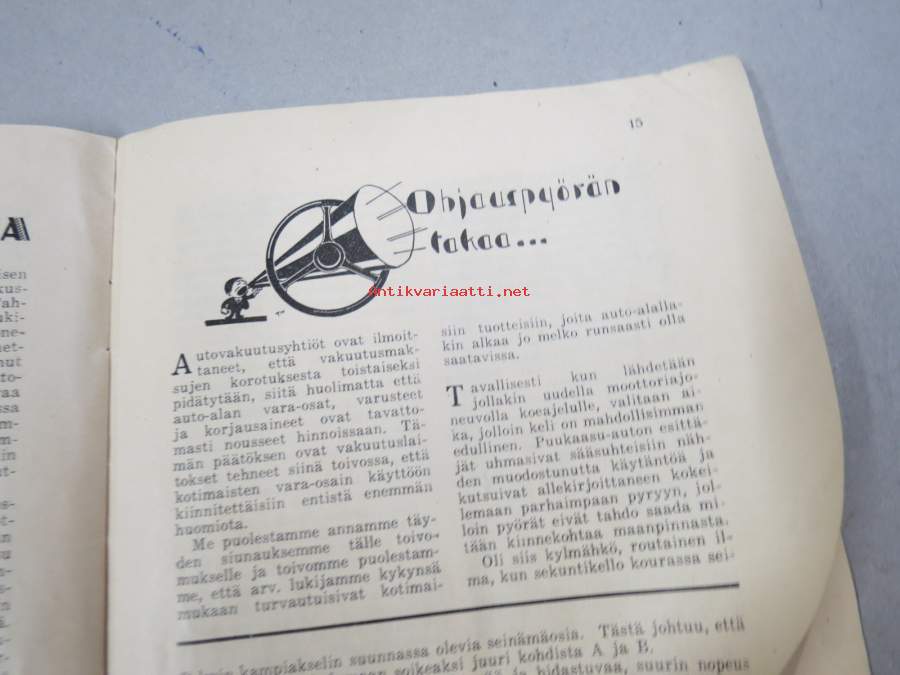 15
Ohjauspyörän
takaa...
Antikvariaatti.net
Autovakuutusyhtiöt ovat ilmoit-
taneet, että vakuutusmak-
sujen korotuksesta toistaiseksi
pidätytään, siitä huolimatta että
auto-alan vara-osat, varusteet
ja korjausaineet ovat tavatto-
masti nousseet hinnoissaan. Tä-
män päätöksen ovat vakuutuslai-
tokset tehneet siinä toivossa, että
kotimaisten vara-osain käyttöön
kiinnitettäisiin entistä enemmän
huomiota.
Me puolestamme annamme täy-
den siunauksemme tälle toivo-
mukselle ja toivomme puolestam-
me, että arv. lukijamme kykynsä
mukaan turvautuisivat kotimai-
siin tuotteisiin, joita auto-alalla-
kin alkaa jo melko runsaasti olla
saatavissa.
Tavallisesti kun lähdetään
jollakin uudella moottoriajo-
neuvolla koeajelulle, valitaan ai-
ka, jolloin keli on mahdollisimman
edullinen. Puukaasu-auton esittä-
jät uhmasivat sääsuhteisiin näh-
den muodostunutta käytäntöä ja
kutsuivat allekirjoittaneen kokei-
lemaan parhaimpaan pyryyn, jol-
loin pyörät eivät tahdo saada mi-
tään kiinnekohtaa maanpinnasta.
Oli siis kylmähkö, routainen il-
ma, kun sekuntikello kourassa sei-
kampiakselin suunnassa olevia seinämäosia. Tästä johtuu, että
soikeaksi juuri kohdista A ja B.
ja hidastuvaa, suurin nopeus